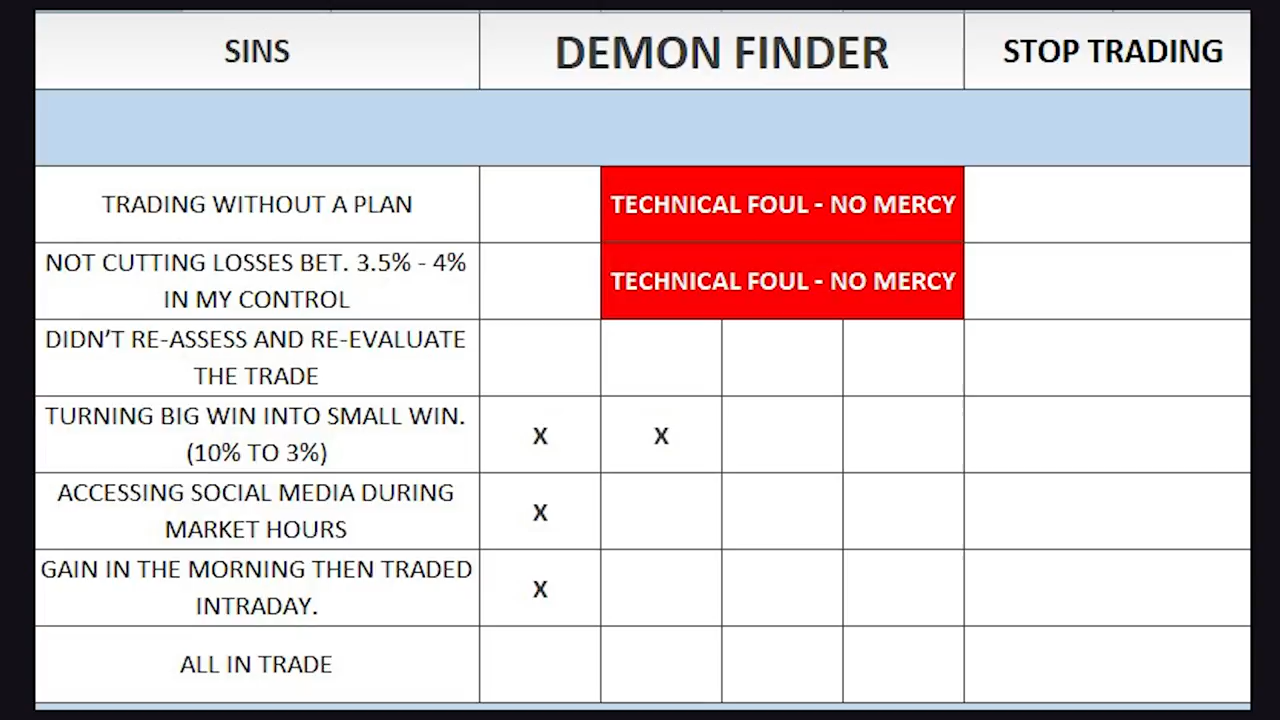 SINS DEMON FINDER STOP TRADING
TRADING WITHOUT A PLAN TECHNICAL FOUL - NO MERCY
NOT CUTTING LOSSES BET. 3.5% - 4%
IN MY CONTROL
TECHNICAL FOUL - NO MERCY
DIDN’T RE-ASSESS AND RE-EVALUATE
THE TRADE
TURNING BIG WIN INTO SMALL WIN.
(10% TO 3%)
X X
ACCESSING SOCIAL MEDIA DURING
MARKET HOURS
X
GAIN IN THE MORNING THEN TRADED
INTRADAY.
X
ALL IN TRADE